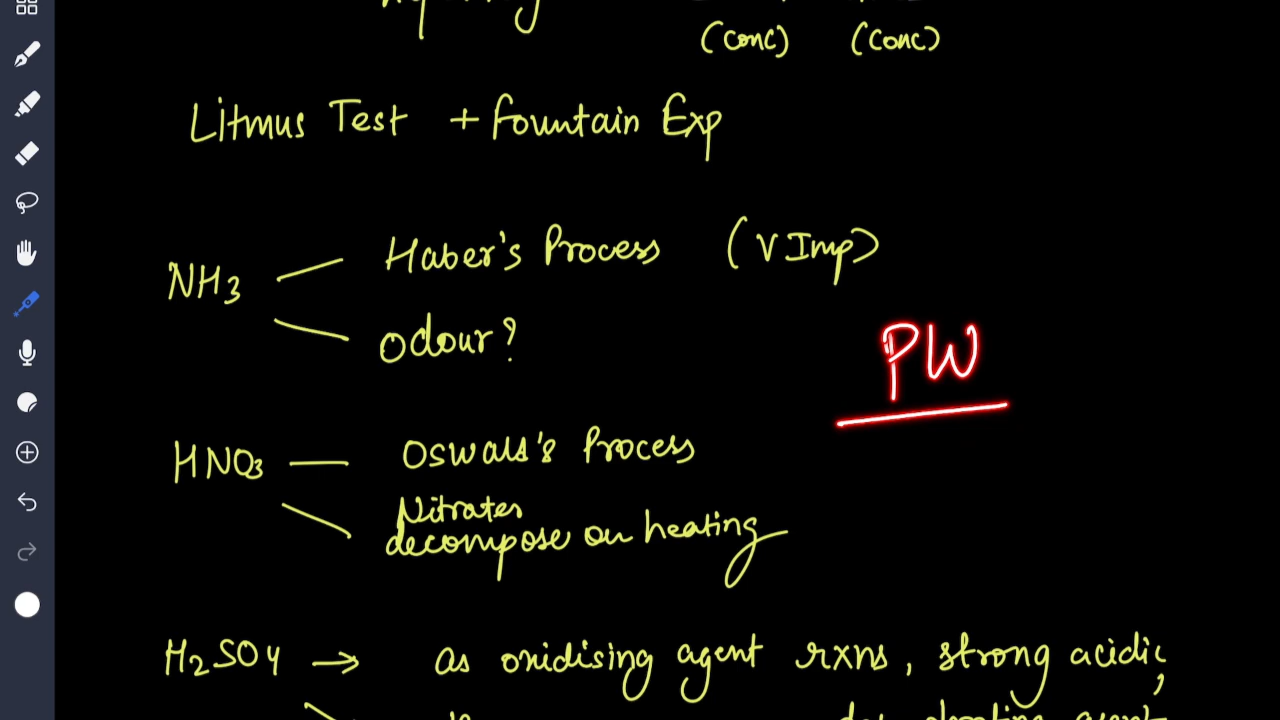 (conc) (conc)
Litmus Test + fountain Exp
NH3
Haber's Process (V Imp)
odour?
PW
HNO3
Oswald's Process
Nitrates
decompose on heating
H2SO4 → as oxidising agent rxns, strong acidic,
agent